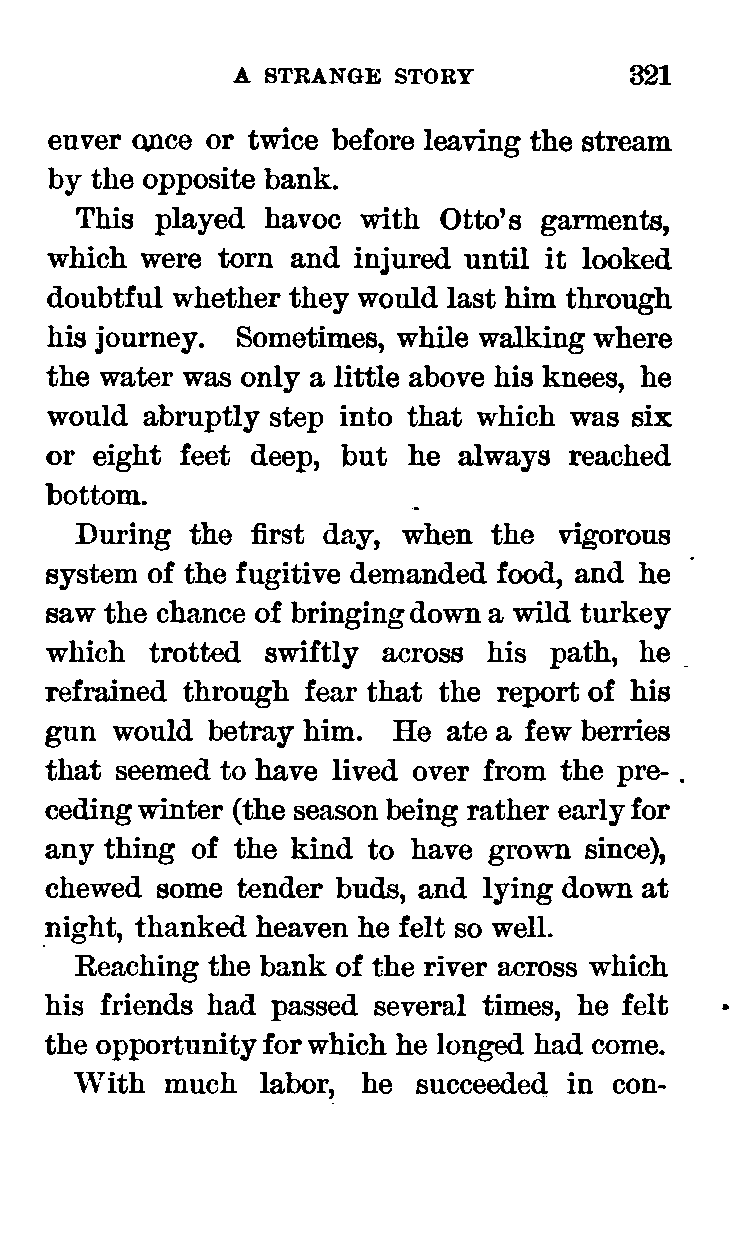 A STRANGE STORY 321
euver once or twice before leaving the stream
by the opposite bank.
This played havoc with Otto's garments,
which were torn and injured until it looked
doubtful whether they would last him through
his journey. Sometimes, while walking where
the water was only a little above his knees, he
would abruptly step into that which was six
or eight feet deep, but he always reached
bottom.
During the first day, when the vigorous
system of the fugitive demanded food, and he
saw the chance of bringing down a wild turkey
which trotted swiftly across his path, he
refrained through fear that the report of his
gun would betray him. He ate a few berries
that seemed to have lived over from the pre-
ceding winter (the season being rather early for
any thing of the kind to have grown since),
chewed some tender buds, and lying down at
night, thanked heaven he felt so well.
Reaching the bank of the river across which
his friends had passed several times, he felt
the opportunity for which he longed had come.
With much labor, he succeeded in con-